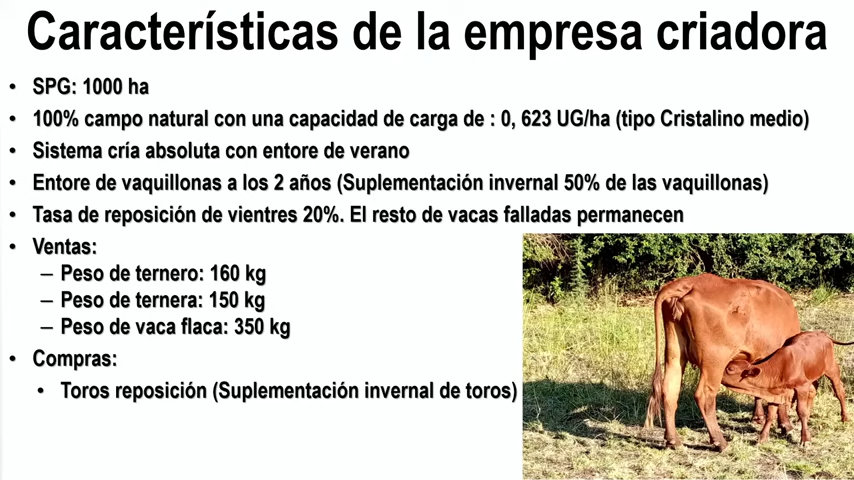 Características de la empresa criadora
• SPG: 1000 ha
• 100% campo natural con una capacidad de carga de : 0, 623 UG/ha (tipo Cristalino medio)
• Sistema cría absoluta con entore de verano
• Entore de vaquillonas a los 2 años (Suplementación invernal 50% de las vaquillonas)
• Tasa de reposición de vientres 20%. El resto de vacas falladas permanecen
• Ventas:
– Peso de ternero: 160 kg
– Peso de ternera: 150 kg
– Peso de vaca flaca: 350 kg
• Compras:
• Toros reposición (Suplementación invernal de toros)